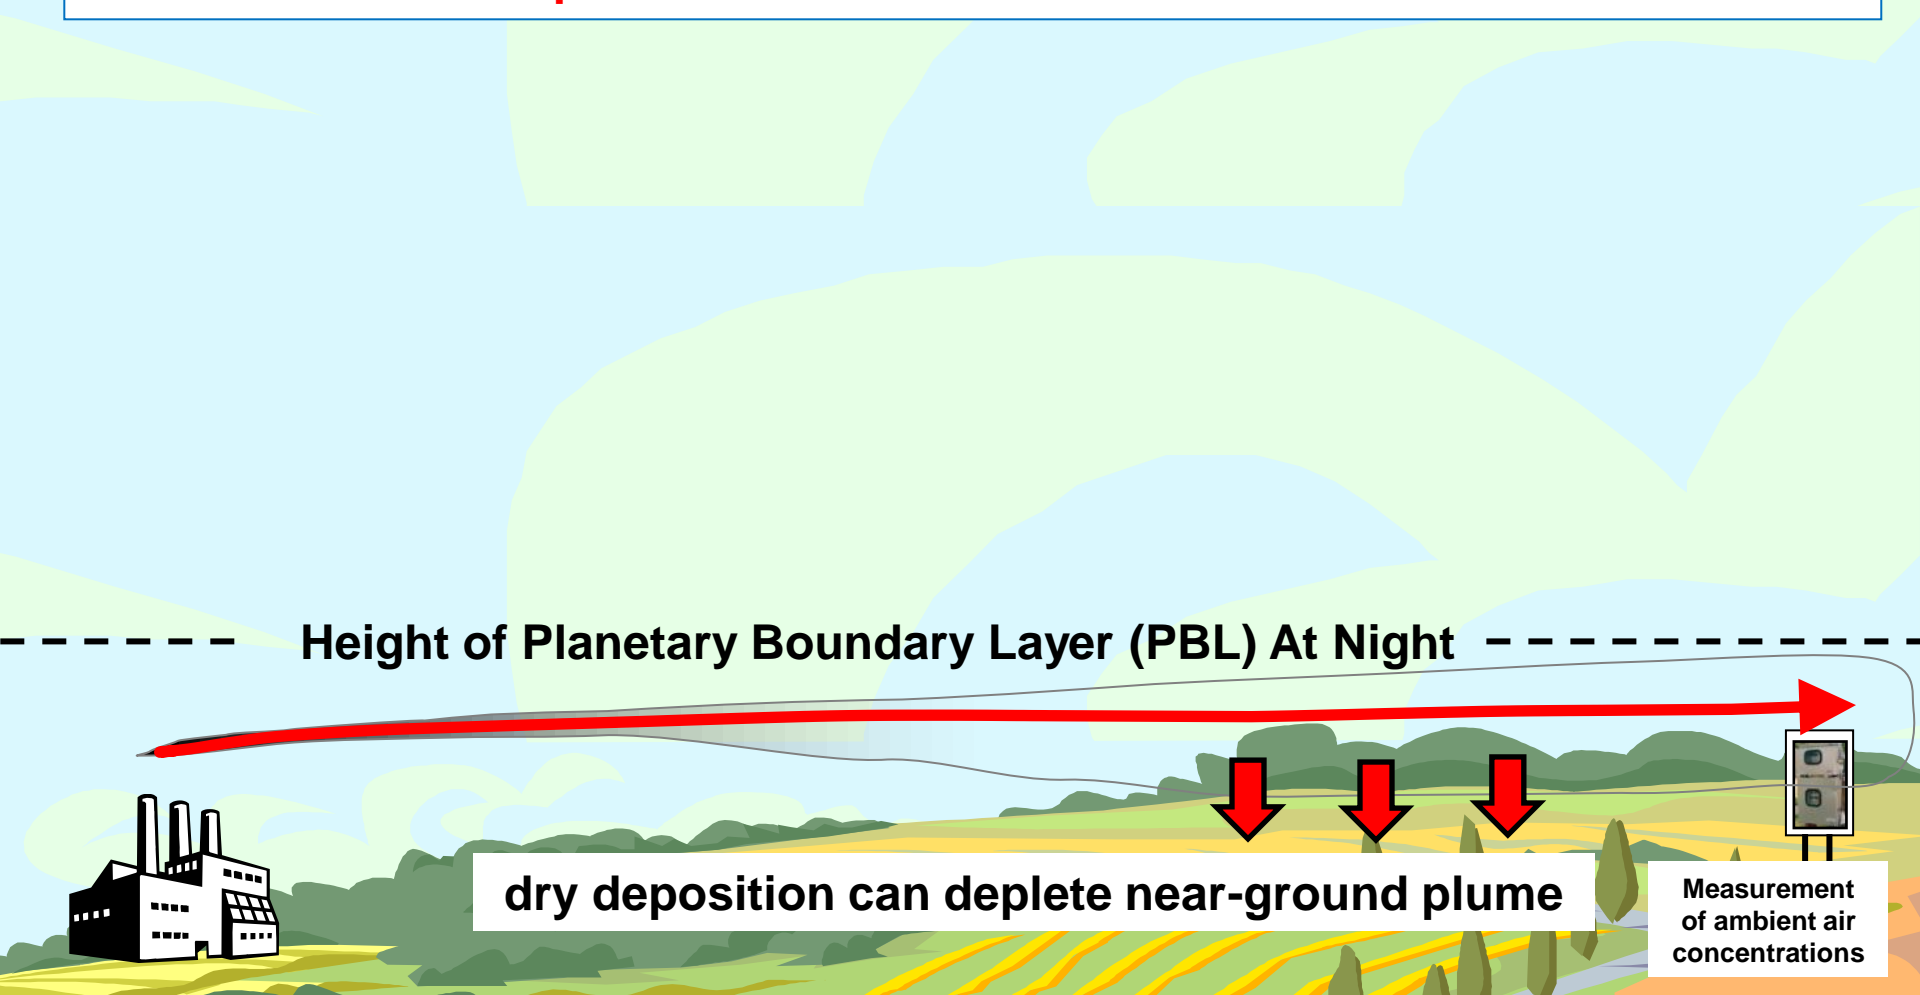 Height of Planetary Boundary Layer (PBL) At Night
dry deposition can deplete near-ground plume
Measurement
of ambient air
concentrations